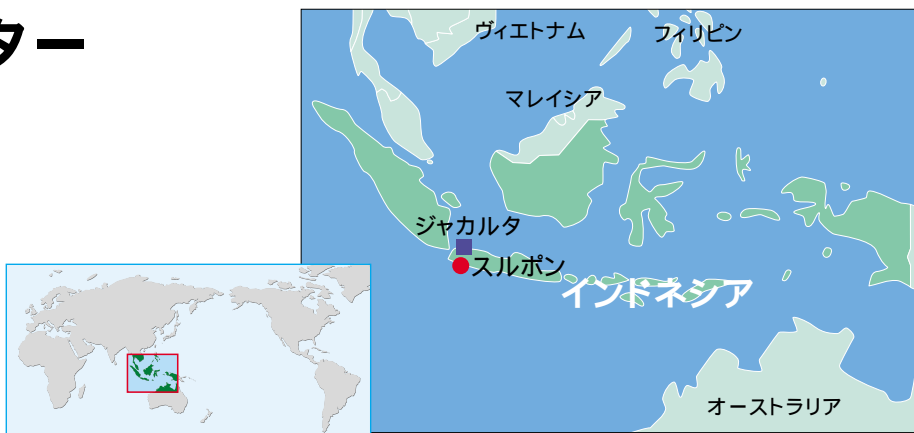 ター
ヴィエトナム
フィリピン
マレイシア
ジャカルタ
スルポン
インドネシア
オーストラリア